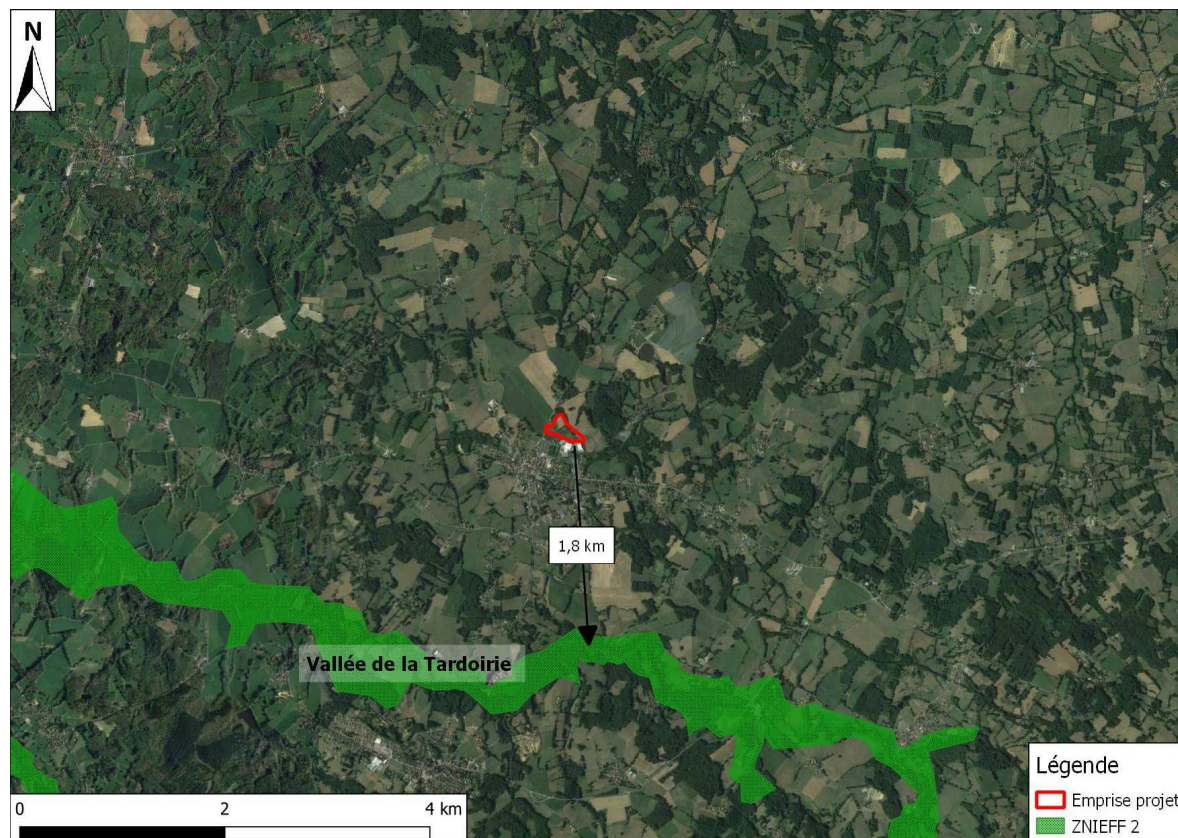 N
1,8 km
Vallée de la Tardoirie
0 2 4 km
Légende
Emprise projet
ZNIEFF 2